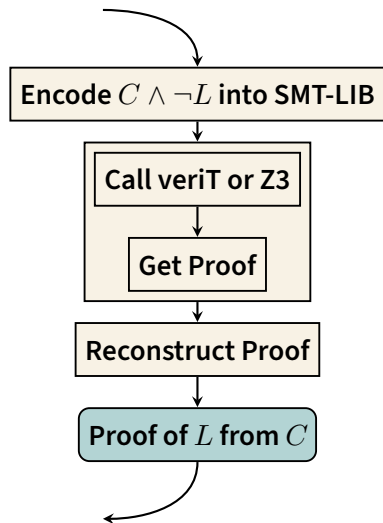 Encode C ∧ ¬L into SMT-LIB
Call veriT or Z3
Get Proof
Reconstruct Proof
Proof of L from C